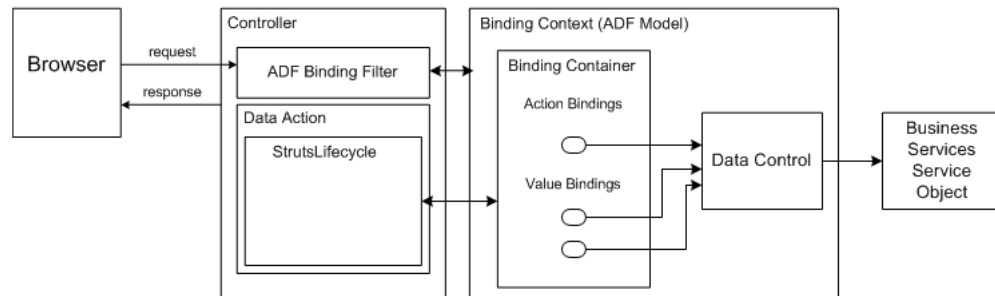 Browser
request
response
Controller
ADF Binding Filter
Data Action
StrutsLifecycle
Binding Context (ADF Model)
Binding Container
Action Bindings
Value Bindings
Data Control
Business
Services
Service
Object